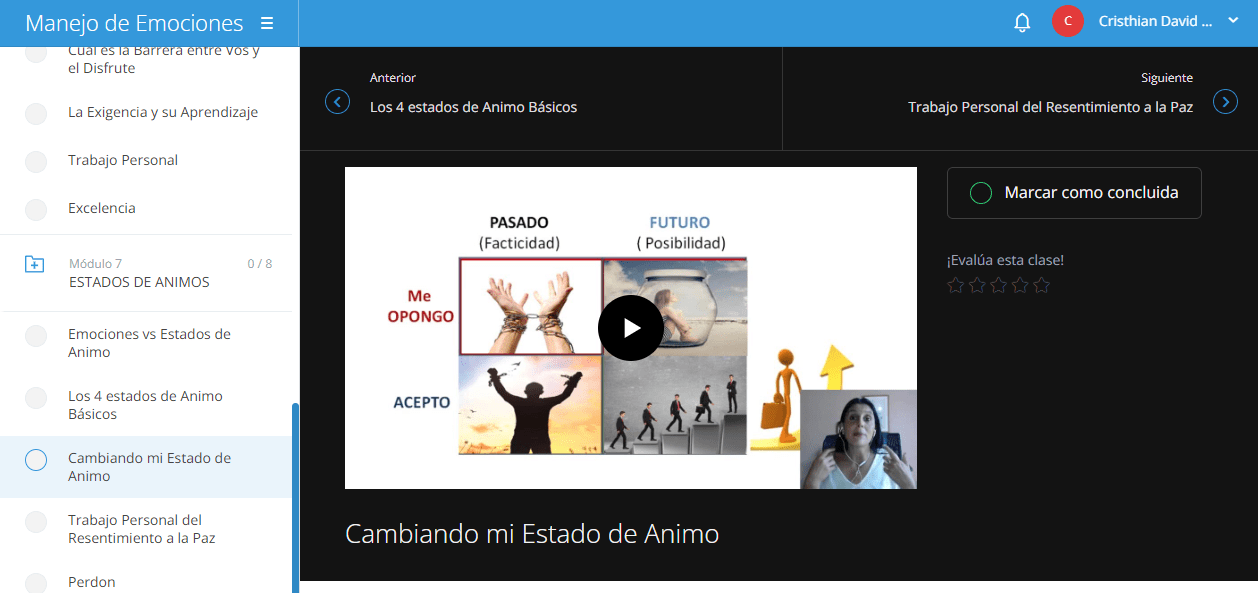 Manejo de Emociones
C
Cristhian David ...
Cuál es la Barrera entre Vos y
el Disfrute
La Exigencia y su Aprendizaje
Trabajo Personal
Excelencia
Módulo 7
0 / 8
ESTADOS DE ANIMOS
Emociones vs Estados de
Animo
Los 4 estados de Animo
Básicos
Cambiando mi Estado de
Animo
Trabajo Personal del
Resentimiento a la Paz
Perdon
Anterior
Los 4 estados de Animo Básicos
Siguiente
Trabajo Personal del Resentimiento a la Paz
PASADO
(Facticidad)
FUTURO
( Posibilidad)
Me
OPONGO
ACEPTO
Marcar como concluida
¡Evalúa esta clase!
Cambiando mi Estado de Animo